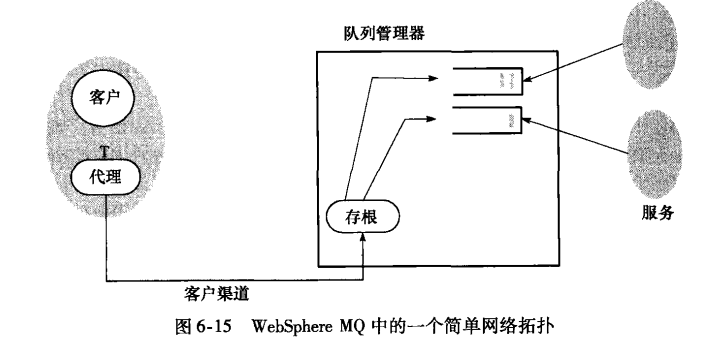 队列管理器
客户
T
代理
存根
服务
客户渠道
图 6-15 WebSphere MQ 中的一个简单网络拓扑